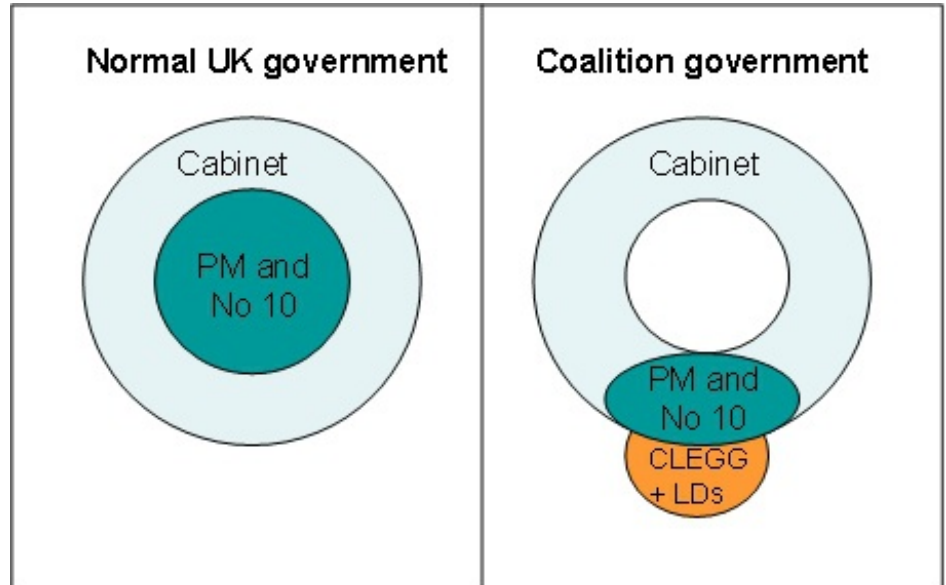 Normal UK government
Cabinet
PM and
No 10
Coalition government
Cabinet
PM and
No 10
CLEGG
+ LDs